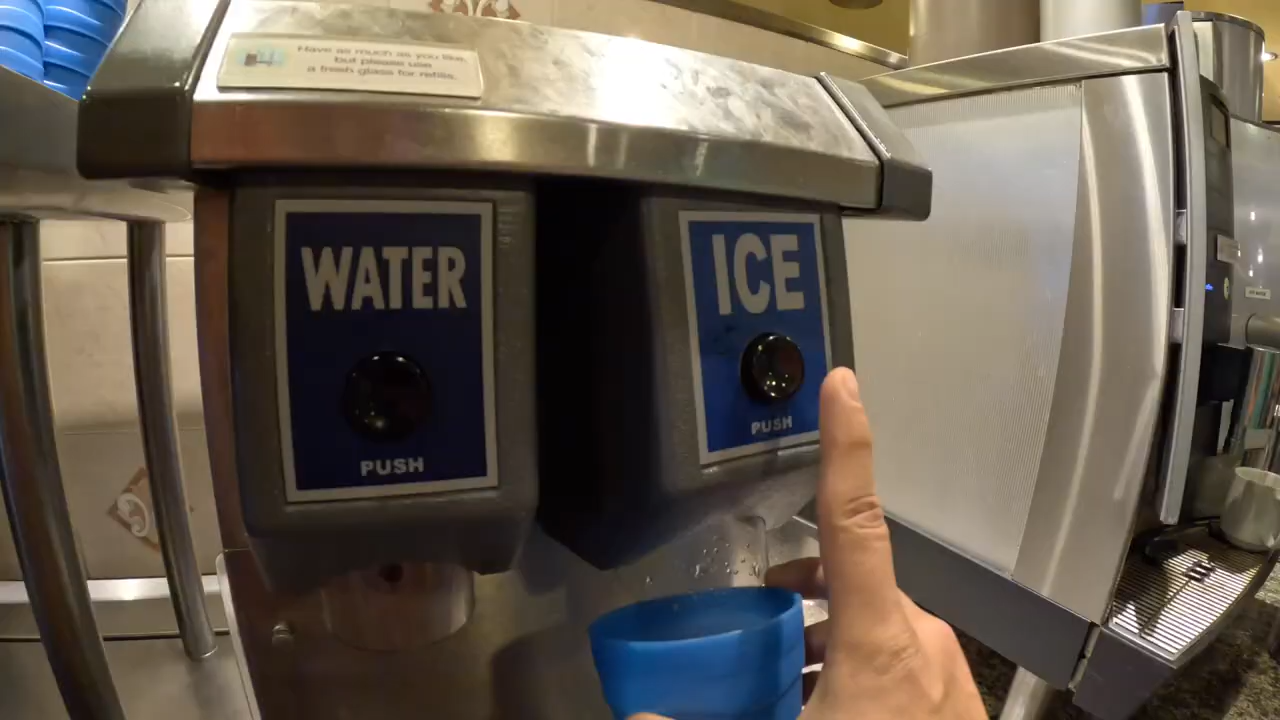 Have as much as you like,
but please use
a fresh glass for refills.
WATER
PUSH
ICE
PUSH